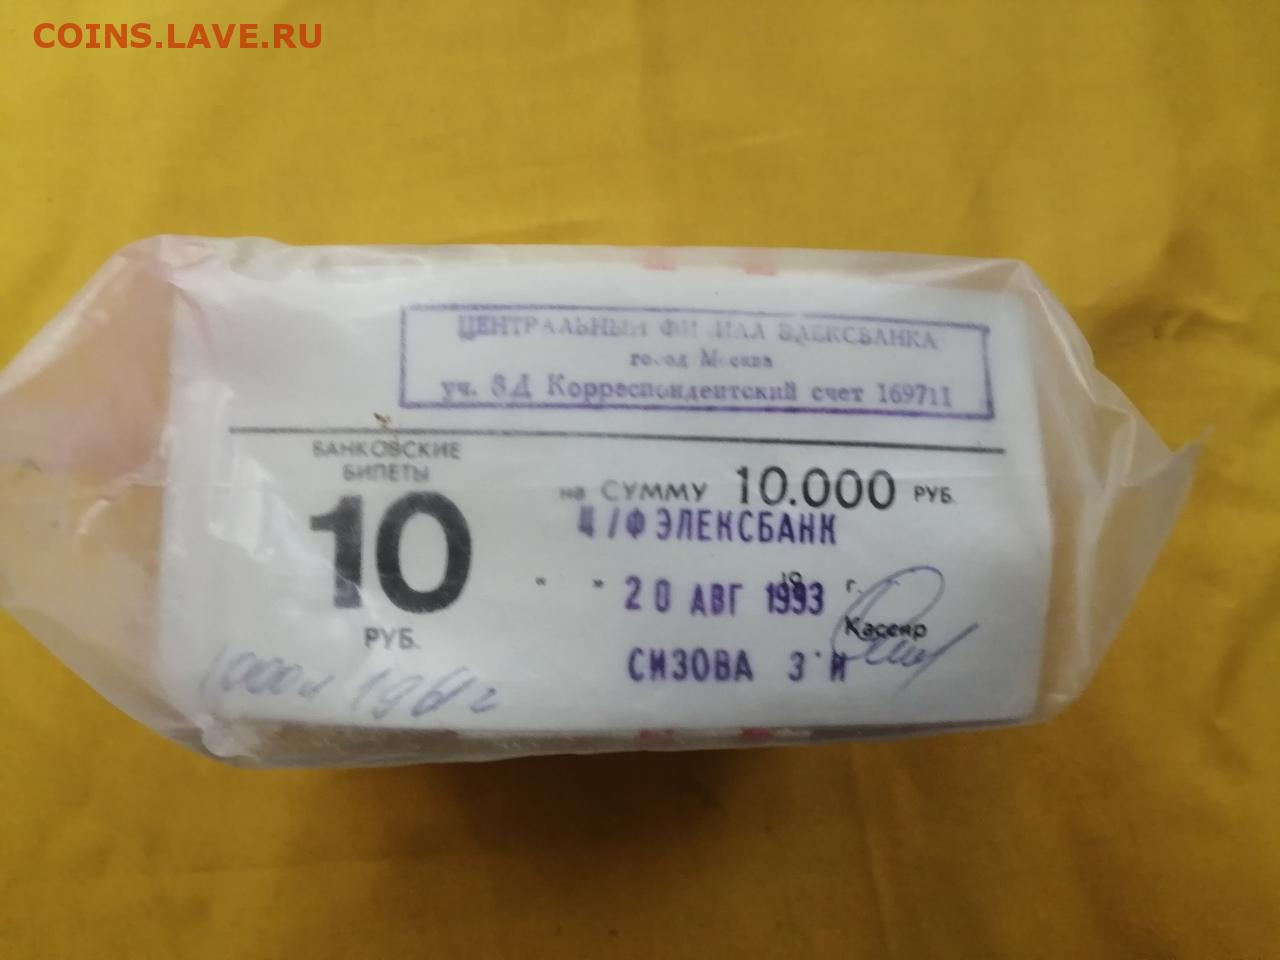 COINS.LAVE.RU
ЦЕНТРАЛЬНЫЙ ФИЛИАЛ ЭЛЕКСБАНКА
город Москва
уч. 8Д Корреспондентский счет 169711
БАНКОВСКИЕ
БИЛЕТЫ
10
РУБ.
на СУММУ 10.000 РУБ.
Ц/Ф ЭЛЕКСБАНК
" " 20 АВГ 1993 г.
Кассир
СИЗОВА З И
1000л 1961г